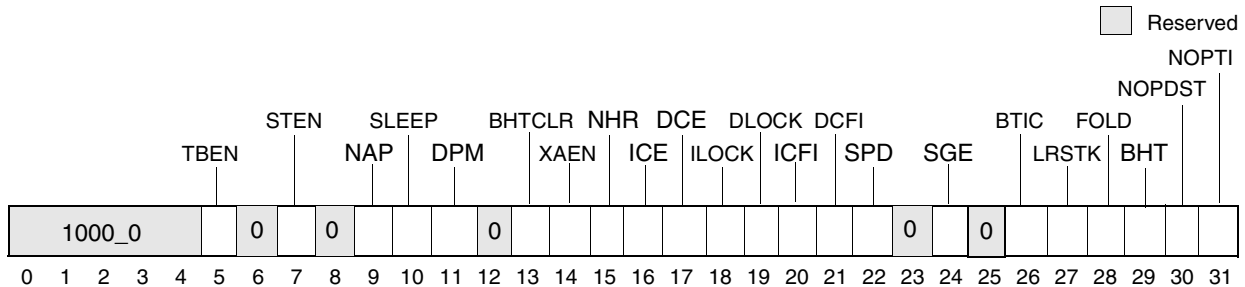 Reserved
NOPTI
NOPDST
STEN SLEEP BHTCLR NHR DCE DLOCK DCFI BTIC FOLD
TBEN NAP DPM XAEN ICE ILOCK ICFI SPD SGE LRSTK BHT
1000_0 0 0 0 0 0
0 1 2 3 4 5 6 7 8 9 10 11 12 13 14 15 16 17 18 19 20 21 22 23 24 25 26 27 28 29 30 31